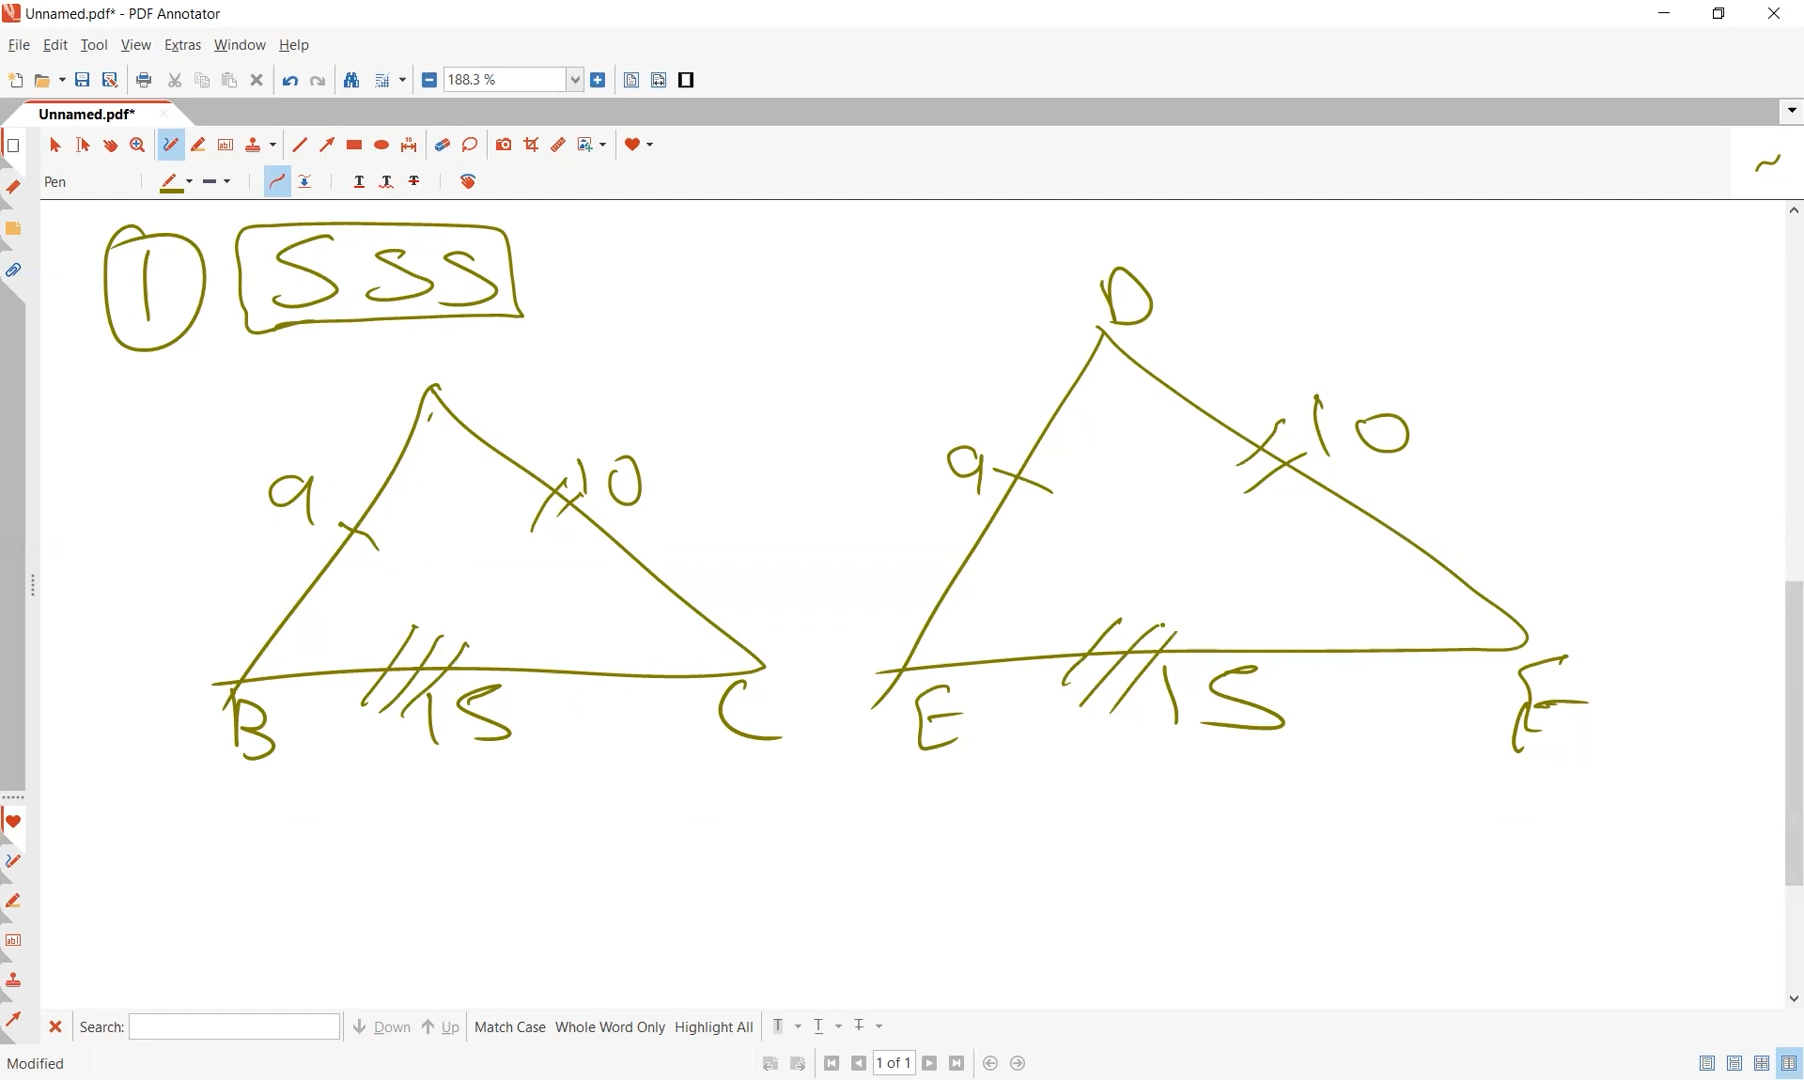 Unnamed.pdf* - PDF Annotator
File Edit Tool View Extras Window Help
188.3 %
Unnamed.pdf*
Pen
1 SSS
D
9 10 9 10
B 15 C E 15 F
Search: Down Up Match Case Whole Word Only Highlight All
Modified 1 of 1